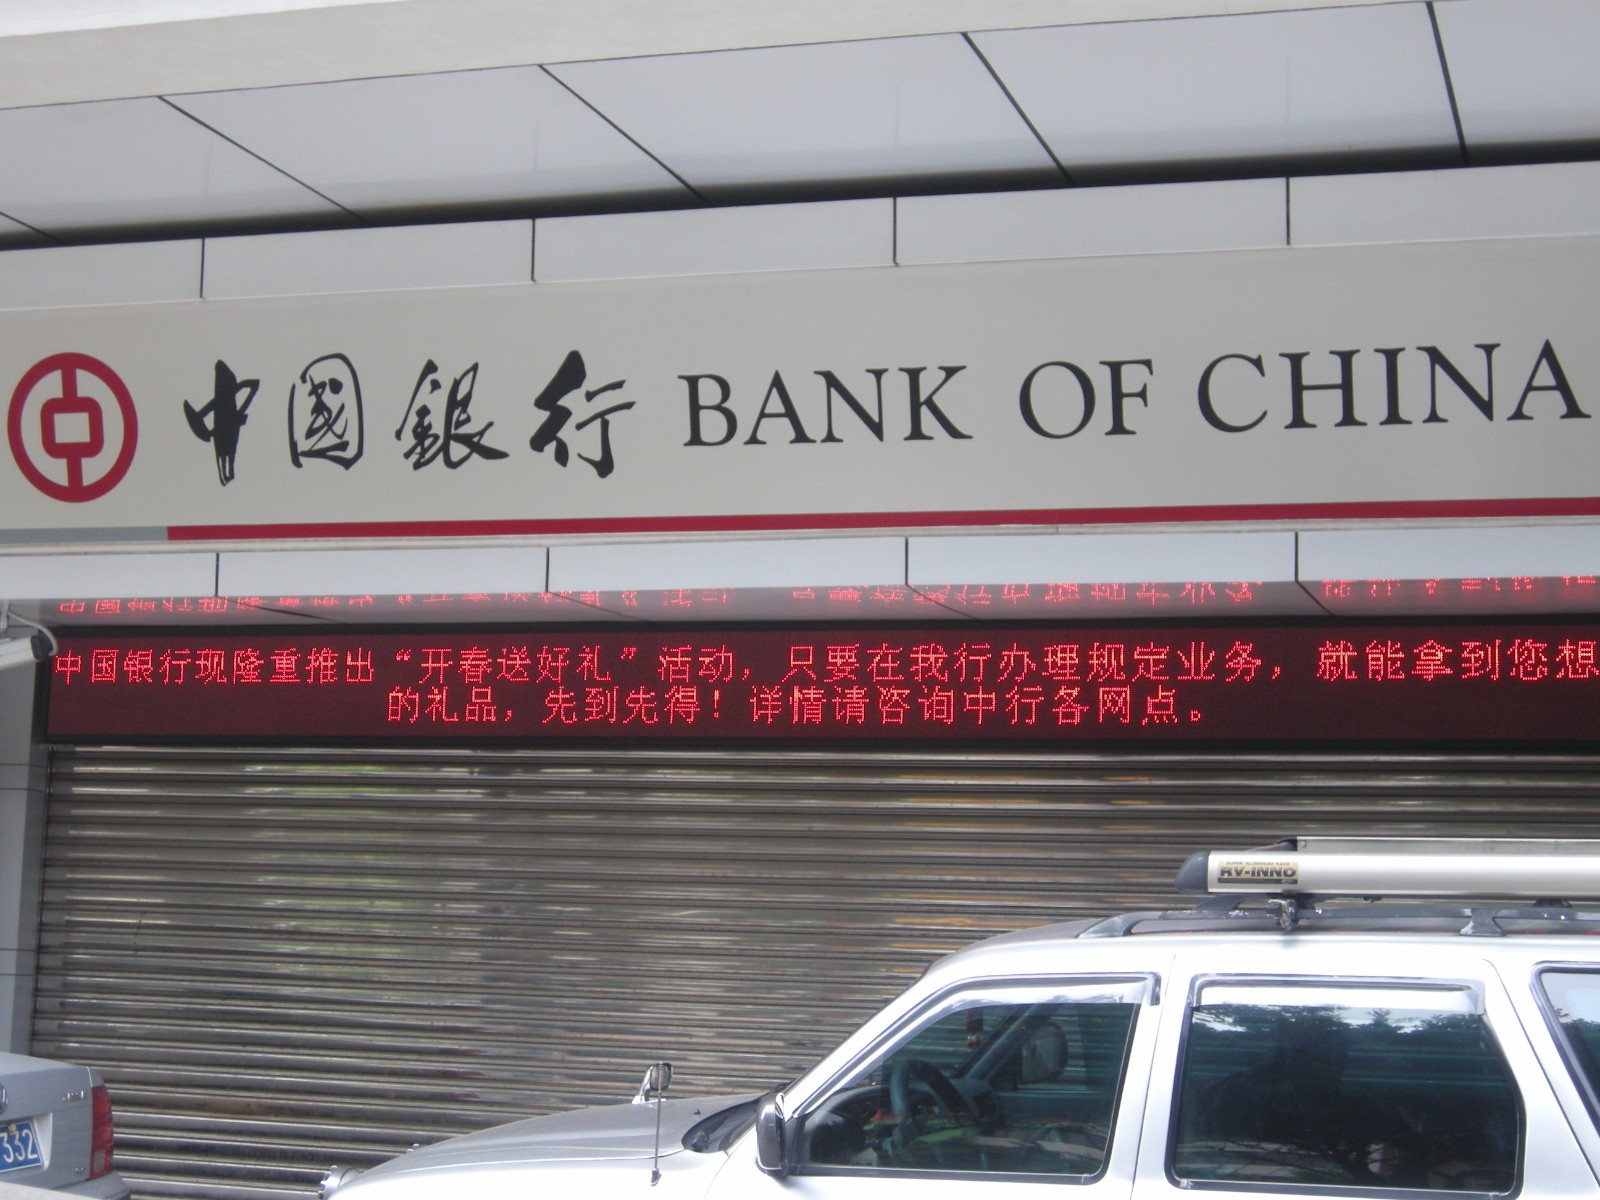 中國銀行 BANK OF CHINA
中国银行现隆重推出“开春送好礼”活动，只要在我行办理规定业务，就能拿到您想
的礼品，先到先得！详情请咨询中行各网点。
RV-INNO
332